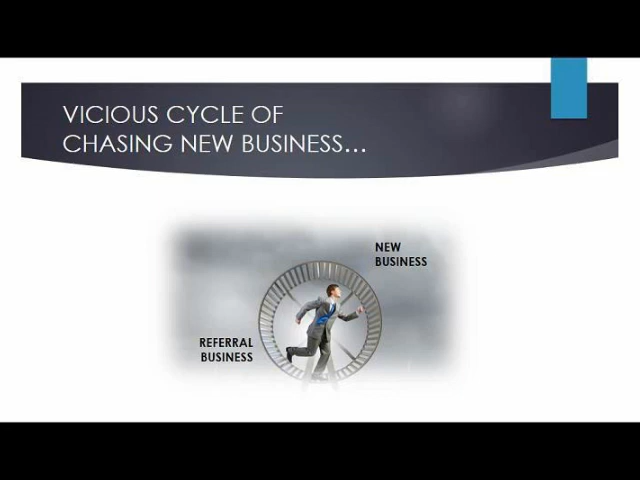 VICIOUS CYCLE OF
CHASING NEW BUSINESS...
NEW
BUSINESS
REFERRAL
BUSINESS